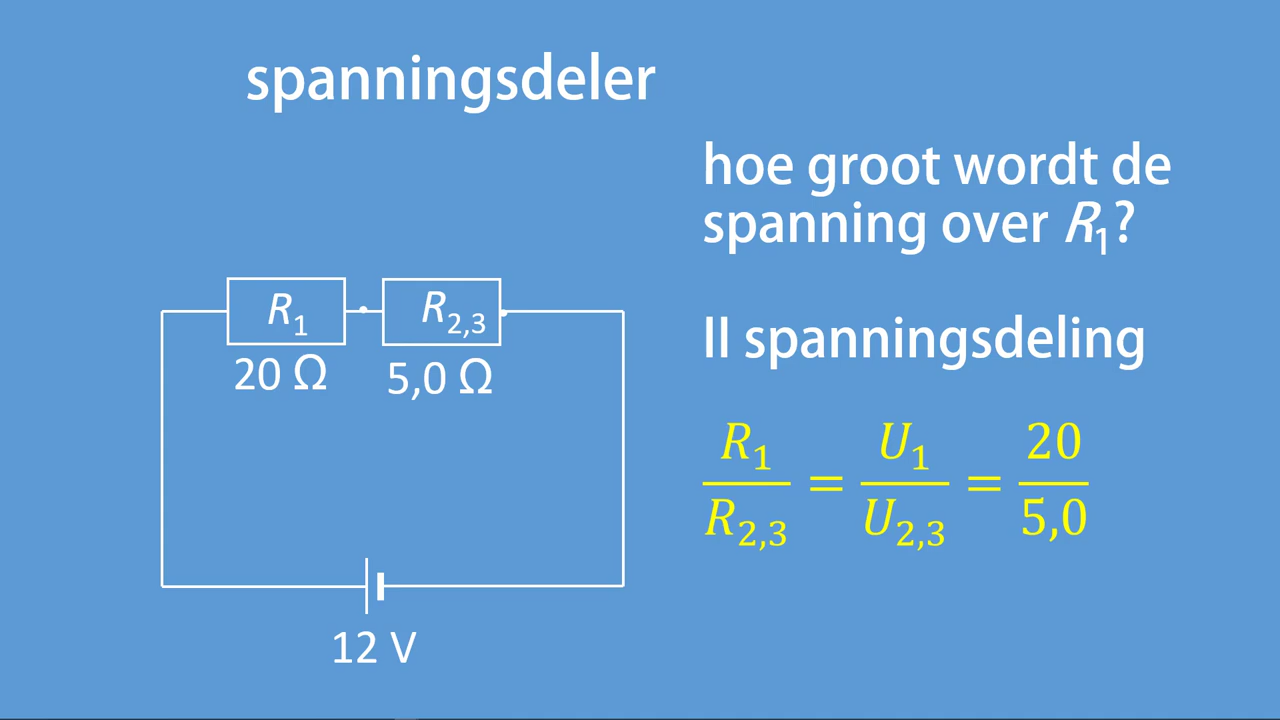 spanningsdeler
hoe groot wordt de
spanning over R₁?
R₁
R₂,₃
20 Ω
5,0 Ω
II spanningsdeling
R₁/R₂,₃ = U₁/U₂,₃ = 20/5,0
12 V